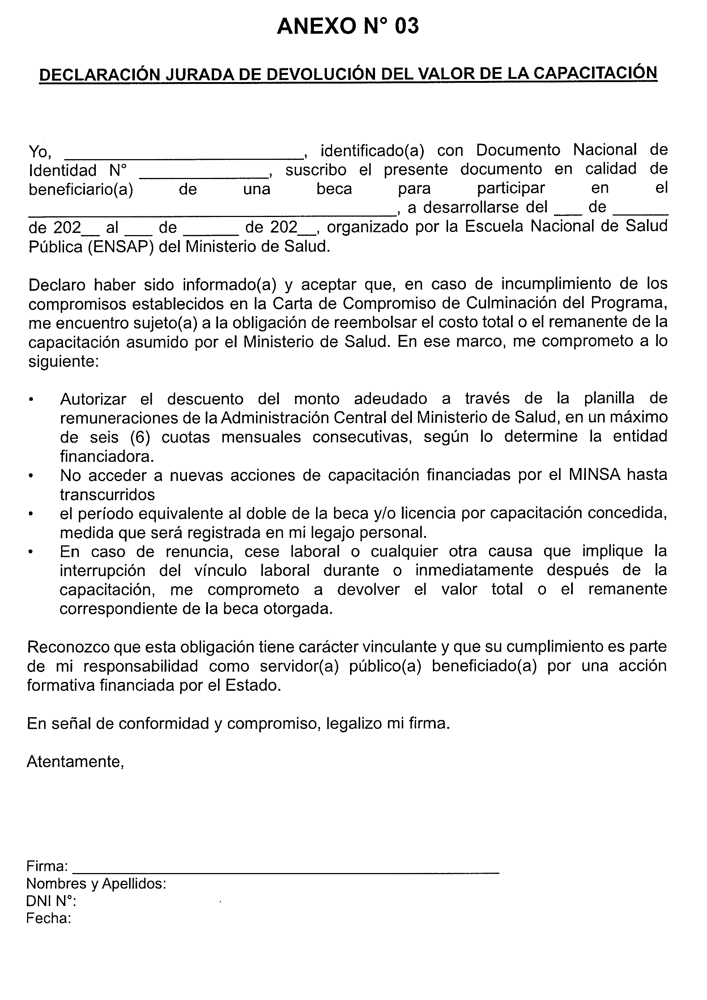 ANEXO N° 03
DECLARACIÓN JURADA DE DEVOLUCIÓN DEL VALOR DE LA CAPACITACIÓN
Yo, __________________________, identificado(a) con Documento Nacional de
Identidad N° ______________, suscribo el presente documento en calidad de
beneficiario(a) de una beca para participar en el
________________________________________, a desarrollarse del ___ de ______
de 202__ al ___ de ______ de 202__, organizado por la Escuela Nacional de Salud
Pública (ENSAP) del Ministerio de Salud.
Declaro haber sido informado(a) y aceptar que, en caso de incumplimiento de los
compromisos establecidos en la Carta de Compromiso de Culminación del Programa,
me encuentro sujeto(a) a la obligación de reembolsar el costo total o el remanente de la
capacitación asumido por el Ministerio de Salud. En ese marco, me comprometo a lo
siguiente:
• Autorizar el descuento del monto adeudado a través de la planilla de
remuneraciones de la Administración Central del Ministerio de Salud, en un máximo
de seis (6) cuotas mensuales consecutivas, según lo determine la entidad
financiadora.
• No acceder a nuevas acciones de capacitación financiadas por el MINSA hasta
transcurridos
• el período equivalente al doble de la beca y/o licencia por capacitación concedida,
medida que será registrada en mi legajo personal.
• En caso de renuncia, cese laboral o cualquier otra causa que implique la
interrupción del vínculo laboral durante o inmediatamente después de la
capacitación, me comprometo a devolver el valor total o el remanente
correspondiente de la beca otorgada.
Reconozco que esta obligación tiene carácter vinculante y que su cumplimiento es parte
de mi responsabilidad como servidor(a) público(a) beneficiado(a) por una acción
formativa financiada por el Estado.
En señal de conformidad y compromiso, legalizo mi firma.
Atentamente,
Firma: ______________________________________________
Nombres y Apellidos:
DNI N°:
Fecha: